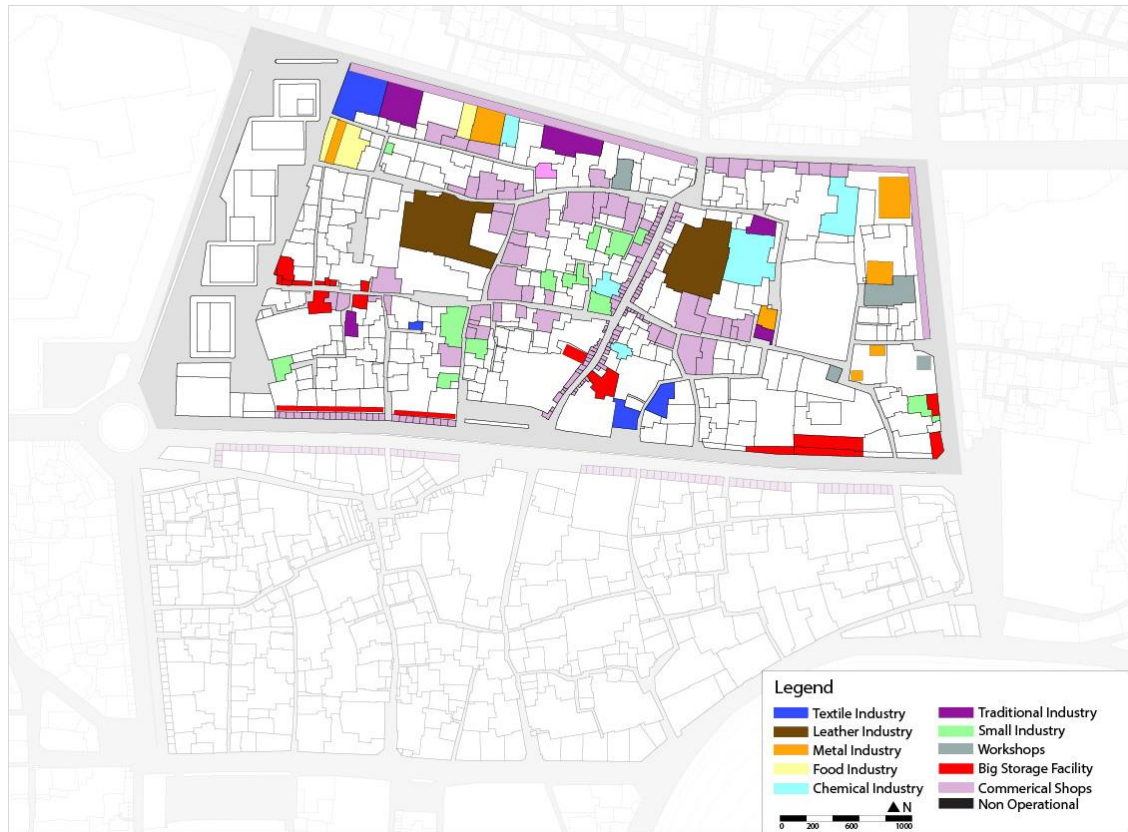 Legend
Textile Industry
Leather Industry
Metal Industry
Food Industry
Chemical Industry
Traditional Industry
Small Industry
Workshops
Big Storage Facility
Commerical Shops
Non Operational
N
0 200 600 1000